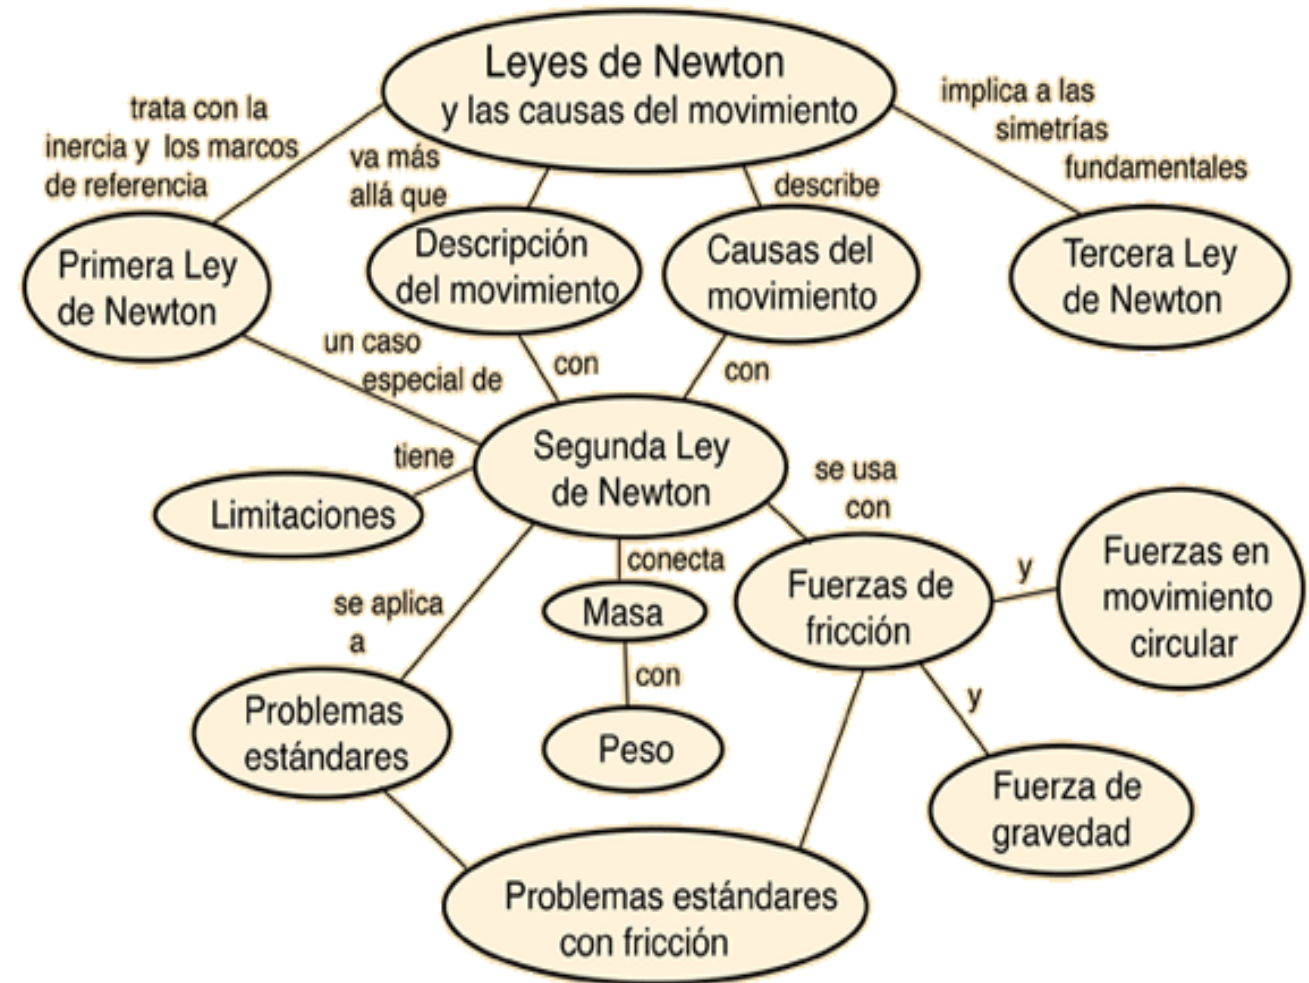 Leyes de Newton
y las causas del movimiento
trata con la
inercia y los marcos
de referencia
va más
allá que
describe
implica a las
simetrías
fundamentales
Primera Ley
de Newton
Descripción
del movimiento
Causas del
movimiento
Tercera Ley
de Newton
un caso
especial de
con
con
tiene
Segunda Ley
de Newton
se usa
con
Limitaciones
conecta
Masa
con
Peso
se aplica
a
Fuerzas de
fricción
y
Fuerzas en
movimiento
circular
y
Fuerza de
gravedad
Problemas
estándares
Problemas estándares
con fricción